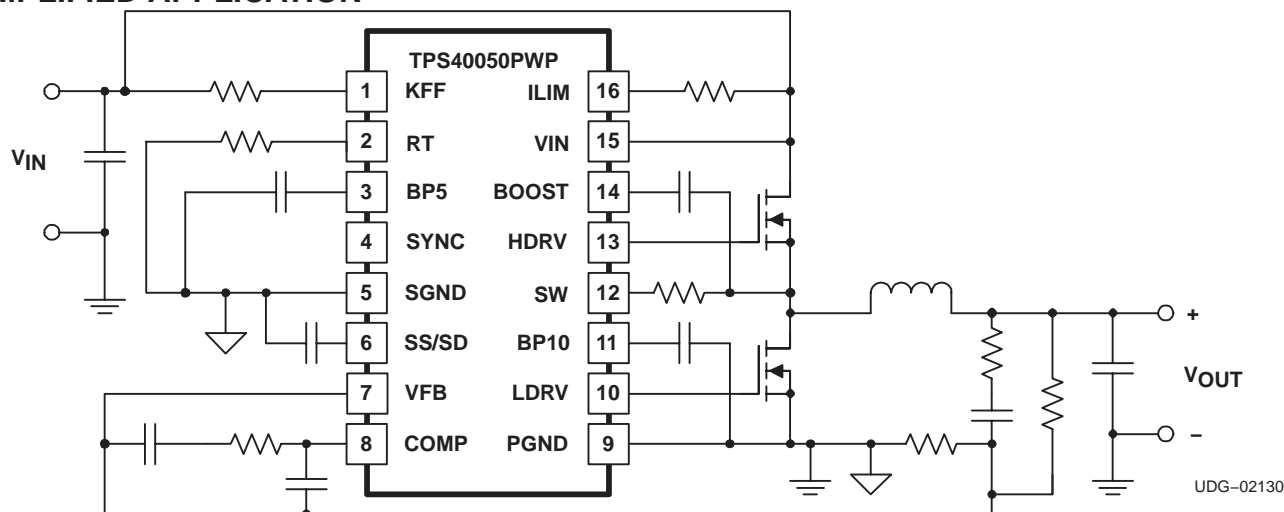 TPS40050PWP
1 KFF ILIM 16
2 RT VIN 15
3 BP5 BOOST 14
4 SYNC HDRV 13
5 SGND SW 12
6 SS/SD BP10 11
7 VFB LDRV 10
8 COMP PGND 9
VIN
+
VOUT
−
UDG−02130